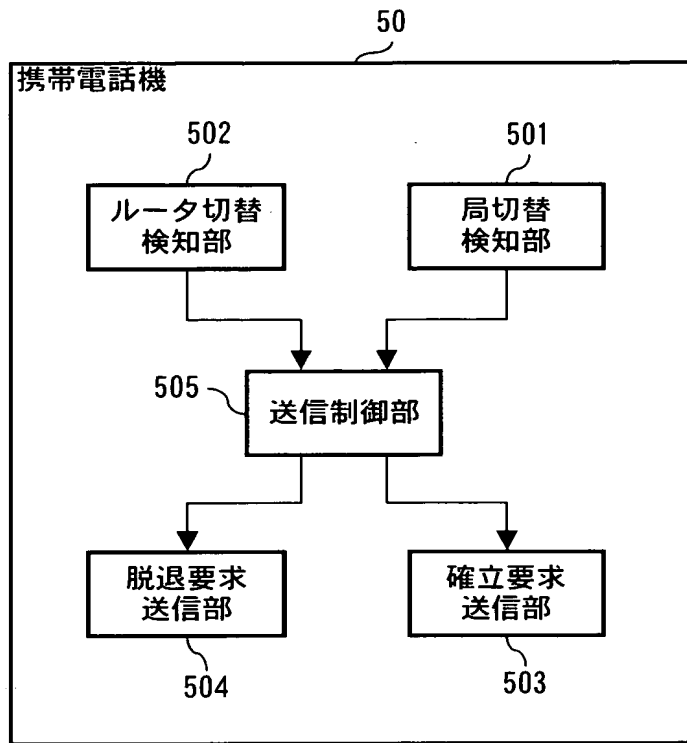 50
携帯電話機
502
501
ルータ切替
検知部
局切替
検知部
505
送信制御部
脱退要求
送信部
確立要求
送信部
504
503